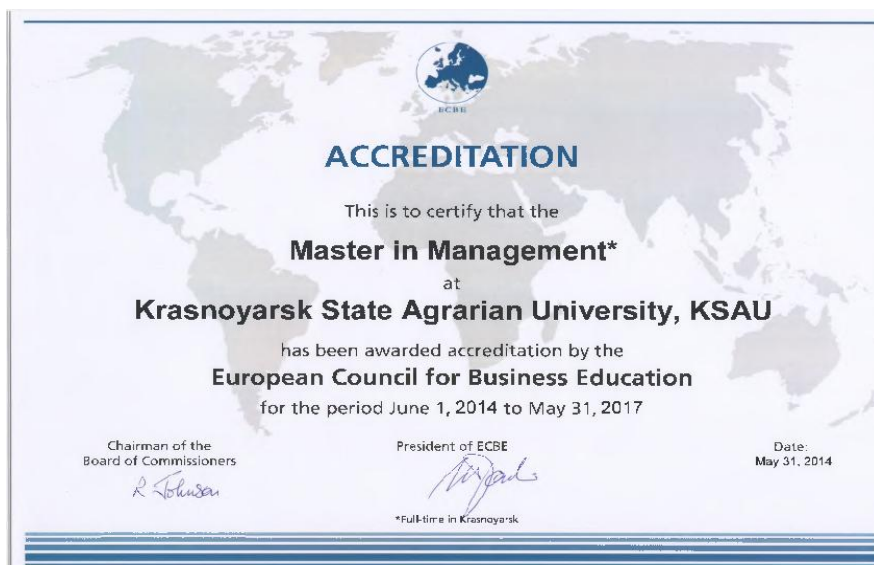 ECBE
ACCREDITATION
This is to certify that the
Master in Management*
at
Krasnoyarsk State Agrarian University, KSAU
has been awarded accreditation by the
European Council for Business Education
for the period June 1, 2014 to May 31, 2017
Chairman of the
Board of Commissioners
R Johnson
President of ECBE
Date:
May 31, 2014
*Full-time in Krasnoyarsk